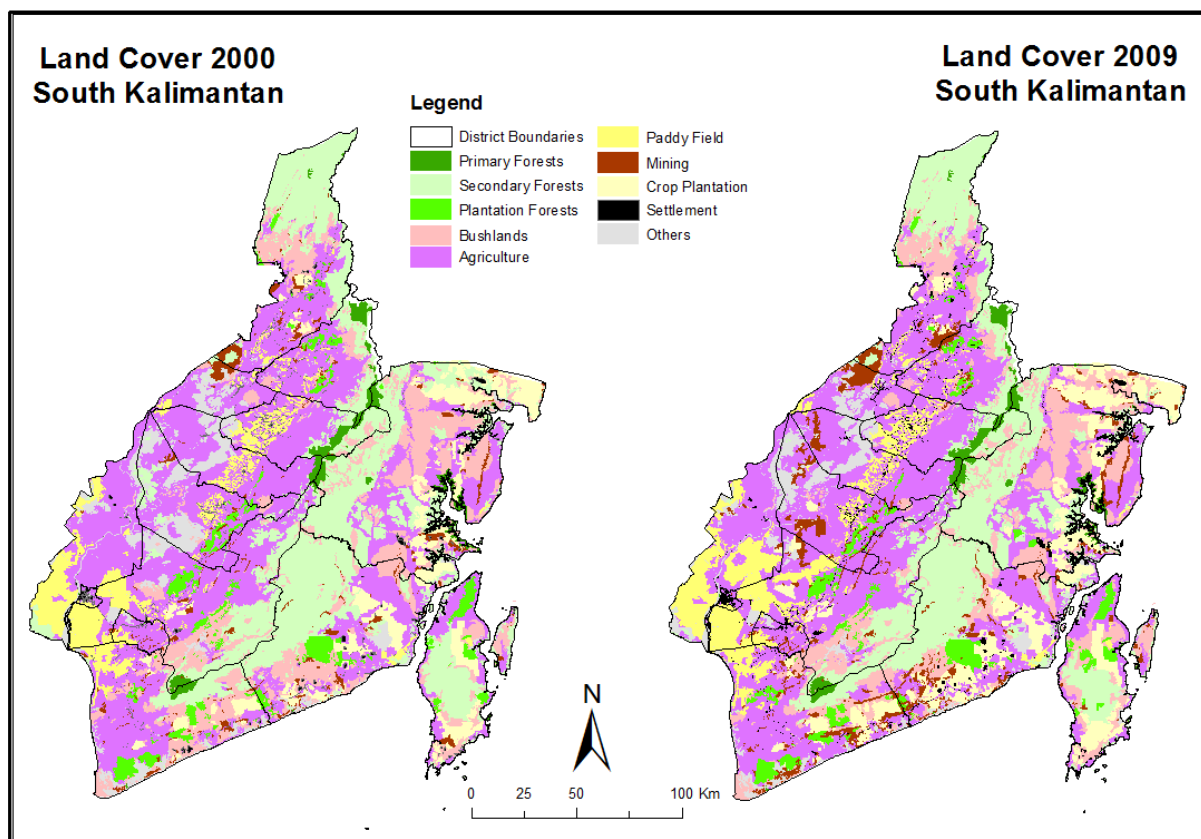 Land Cover 2000
South Kalimantan
Land Cover 2009
South Kalimantan
Legend
District Boundaries
Primary Forests
Secondary Forests
Plantation Forests
Bushlands
Agriculture
Paddy Field
Mining
Crop Plantation
Settlement
Others
N
0 25 50 100 Km